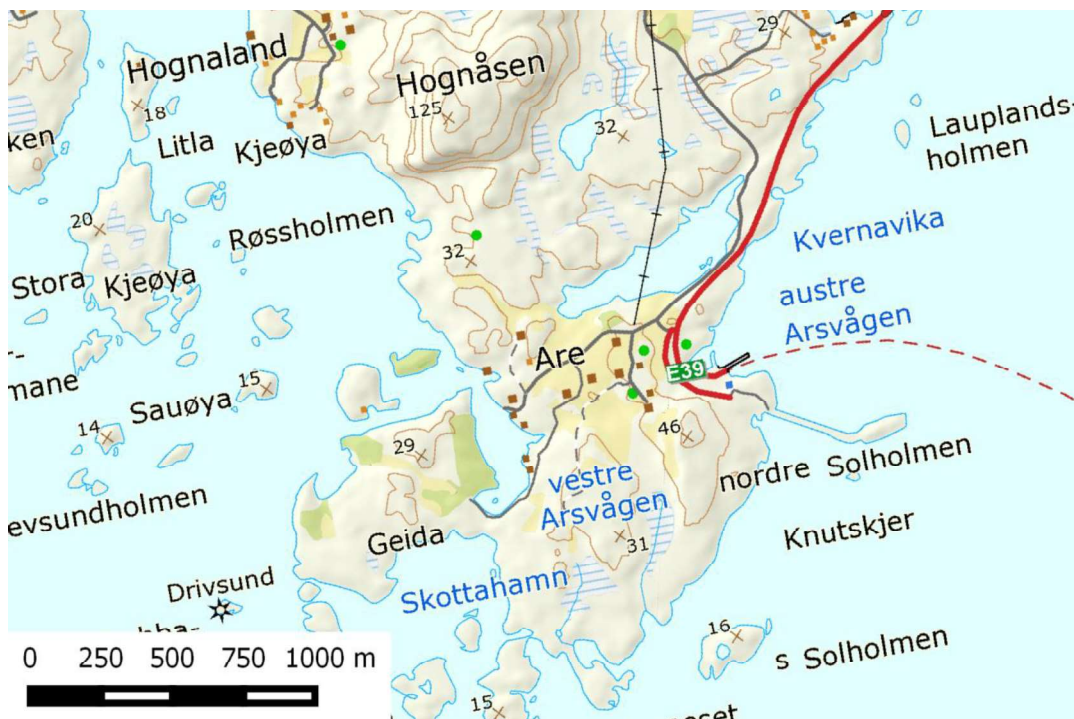 29
Hognaland
Hognåsen
125
18
32
Lauplands-
holmen
ken
Litla
Kjeøya
20
Røssholmen
32
Kvernavika
Stora
Kjeøya
austre
Arsvågen
mane
Are
E39
15
Sauøya
14
29
46
nordre Solholmen
evsundholmen
vestre
Arsvågen
Geida
31
Knutskjer
Drivsund
Skottahamn
16
s Solholmen
15
0 250 500 750 1000 m